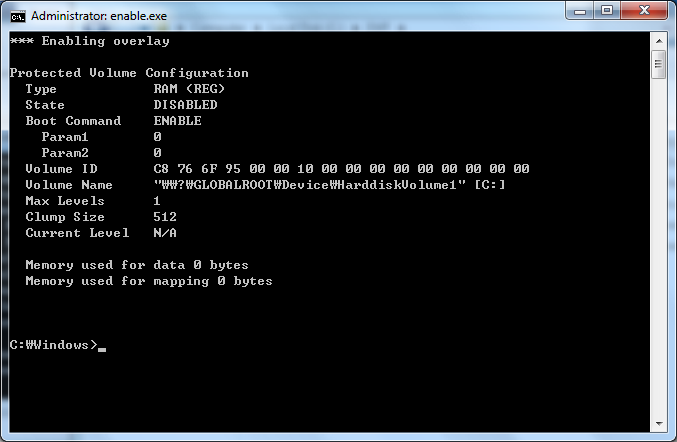 Administrator: enable.exe
*** Enabling overlay
Protected Volume Configuration
Type RAM (REG)
State DISABLED
Boot Command ENABLE
Param1 0
Param2 0
Volume ID C8 76 6F 95 00 00 10 00 00 00 00 00 00 00 00 00
Volume Name "₩₩?₩GLOBALROOT₩Device₩HarddiskVolume1" [C:]
Max Levels 1
Clump Size 512
Current Level N/A
Memory used for data 0 bytes
Memory used for mapping 0 bytes
C:₩Windows>_